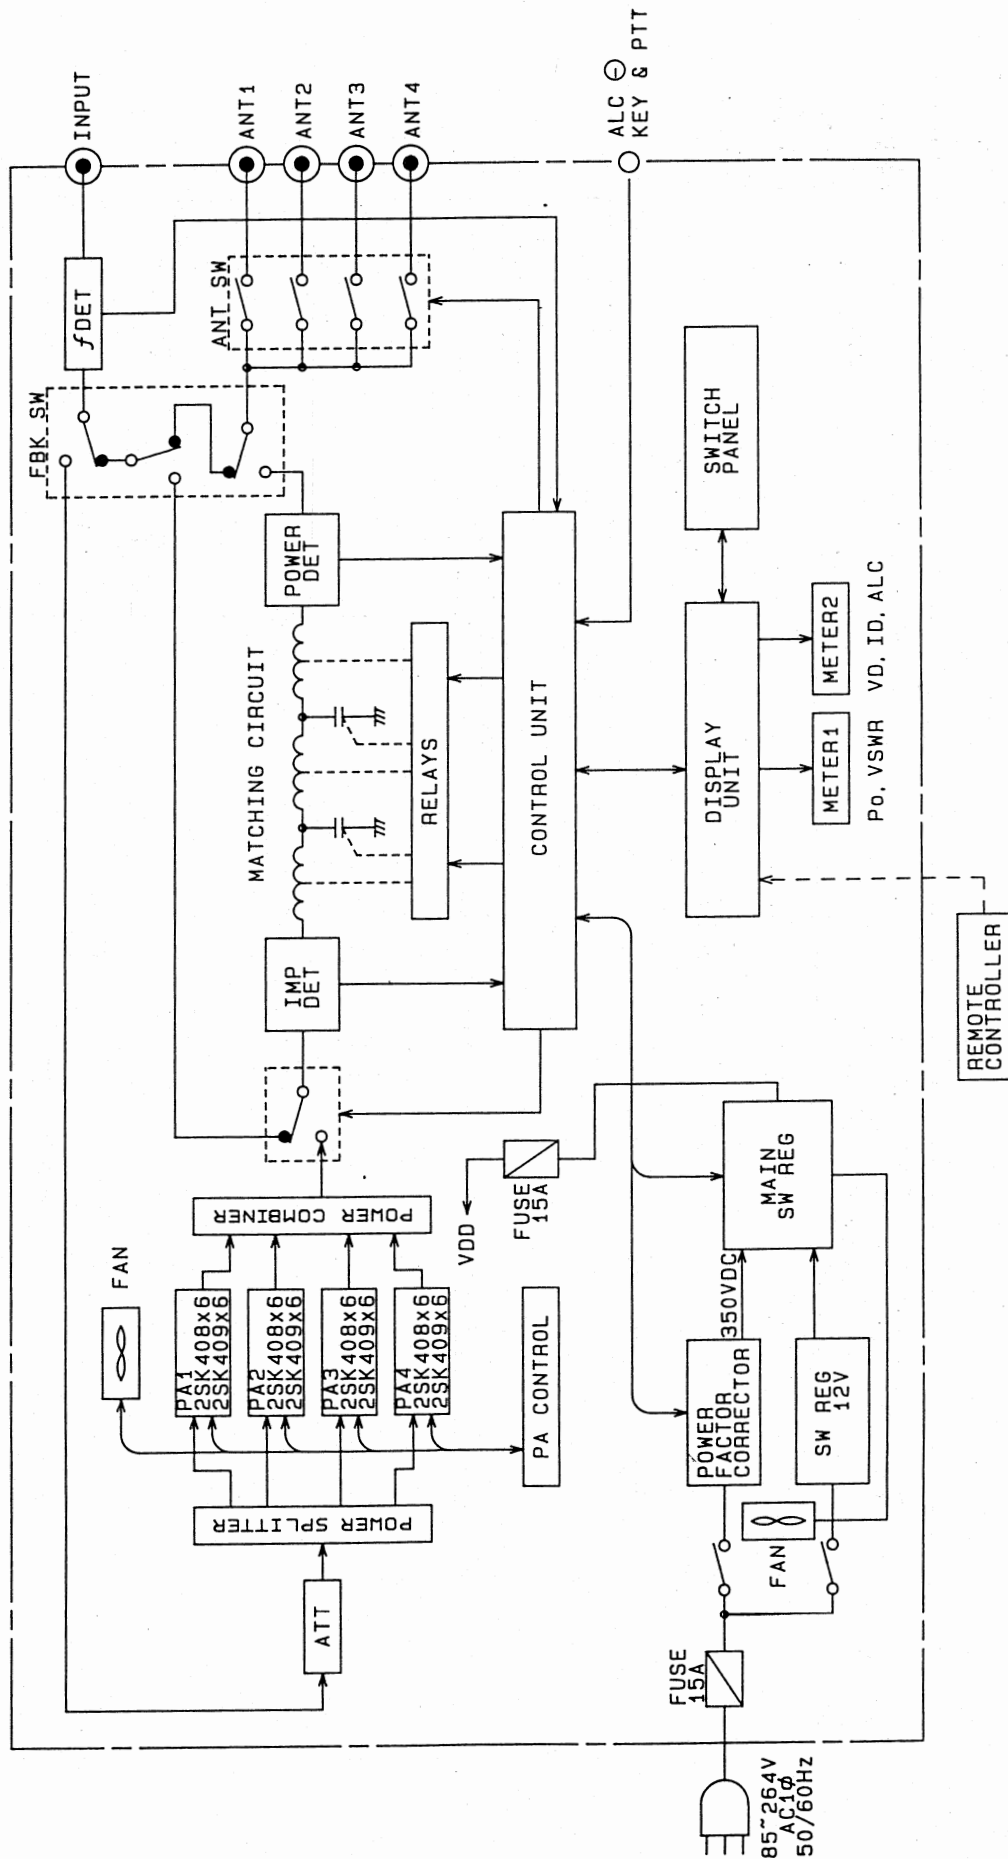 INPUT
ANT1
ANT2
ANT3
ANT4
ALC ⊖
KEY & PTT
fDET
FBK SW
ANT SW
POWER
DET
MATCHING CIRCUIT
RELAYS
IMP
DET
CONTROL UNIT
SWITCH
PANEL
DISPLAY
UNIT
METER1
METER2
Po, VSWR
VD, ID, ALC
REMOTE
CONTROLLER
FAN
POWER COMBINER
PA1
2SK408x6
2SK409x6
PA2
2SK408x6
2SK409x6
PA3
2SK408x6
2SK409x6
PA4
2SK408x6
2SK409x6
POWER SPLITTER
ATT
PA CONTROL
VDD
FUSE
15A
MAIN
SW REG
350VDC
POWER
FACTOR
CORRECTOR
SW REG
12V
FAN
FUSE
15A
85~264V
AC1ϕ
50/60Hz